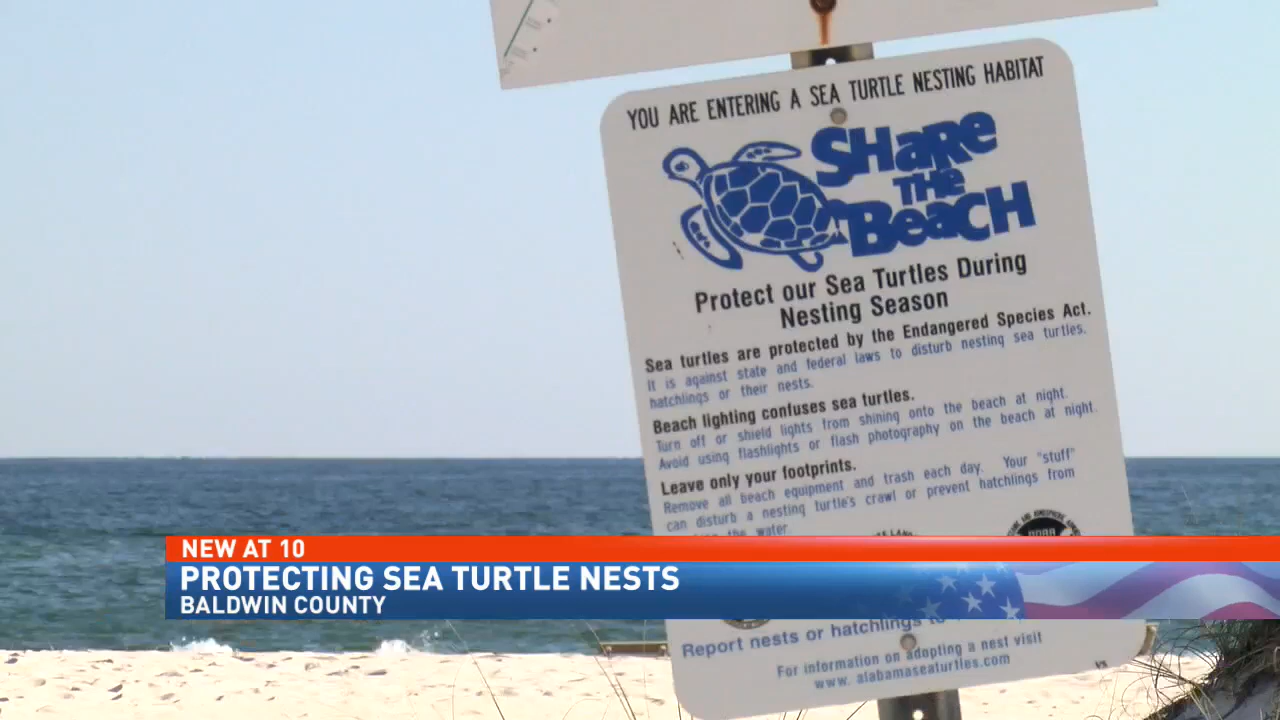 YOU ARE ENTERING A SEA TURTLE NESTING HABITAT
SHaRe
THe
BeacH
Protect our Sea Turtles During
Nesting Season
Sea turtles are protected by the Endangered Species Act.
It is against state and federal laws to disturb nesting sea turtles,
hatchlings or their nests.
Beach lighting confuses sea turtles.
Turn off or shield lights from shining onto the beach at night.
Avoid using flashlights or flash photography on the beach at night.
Leave only your footprints.
Remove all beach equipment and trash each day. Your "stuff"
can disturb a nesting turtle's crawl or prevent hatchlings from
the water.
NEW AT 10
PROTECTING SEA TURTLE NESTS
BALDWIN COUNTY
Report nests or hatchlings
For information on adopting a nest visit
www. alabamaseaturtles.com